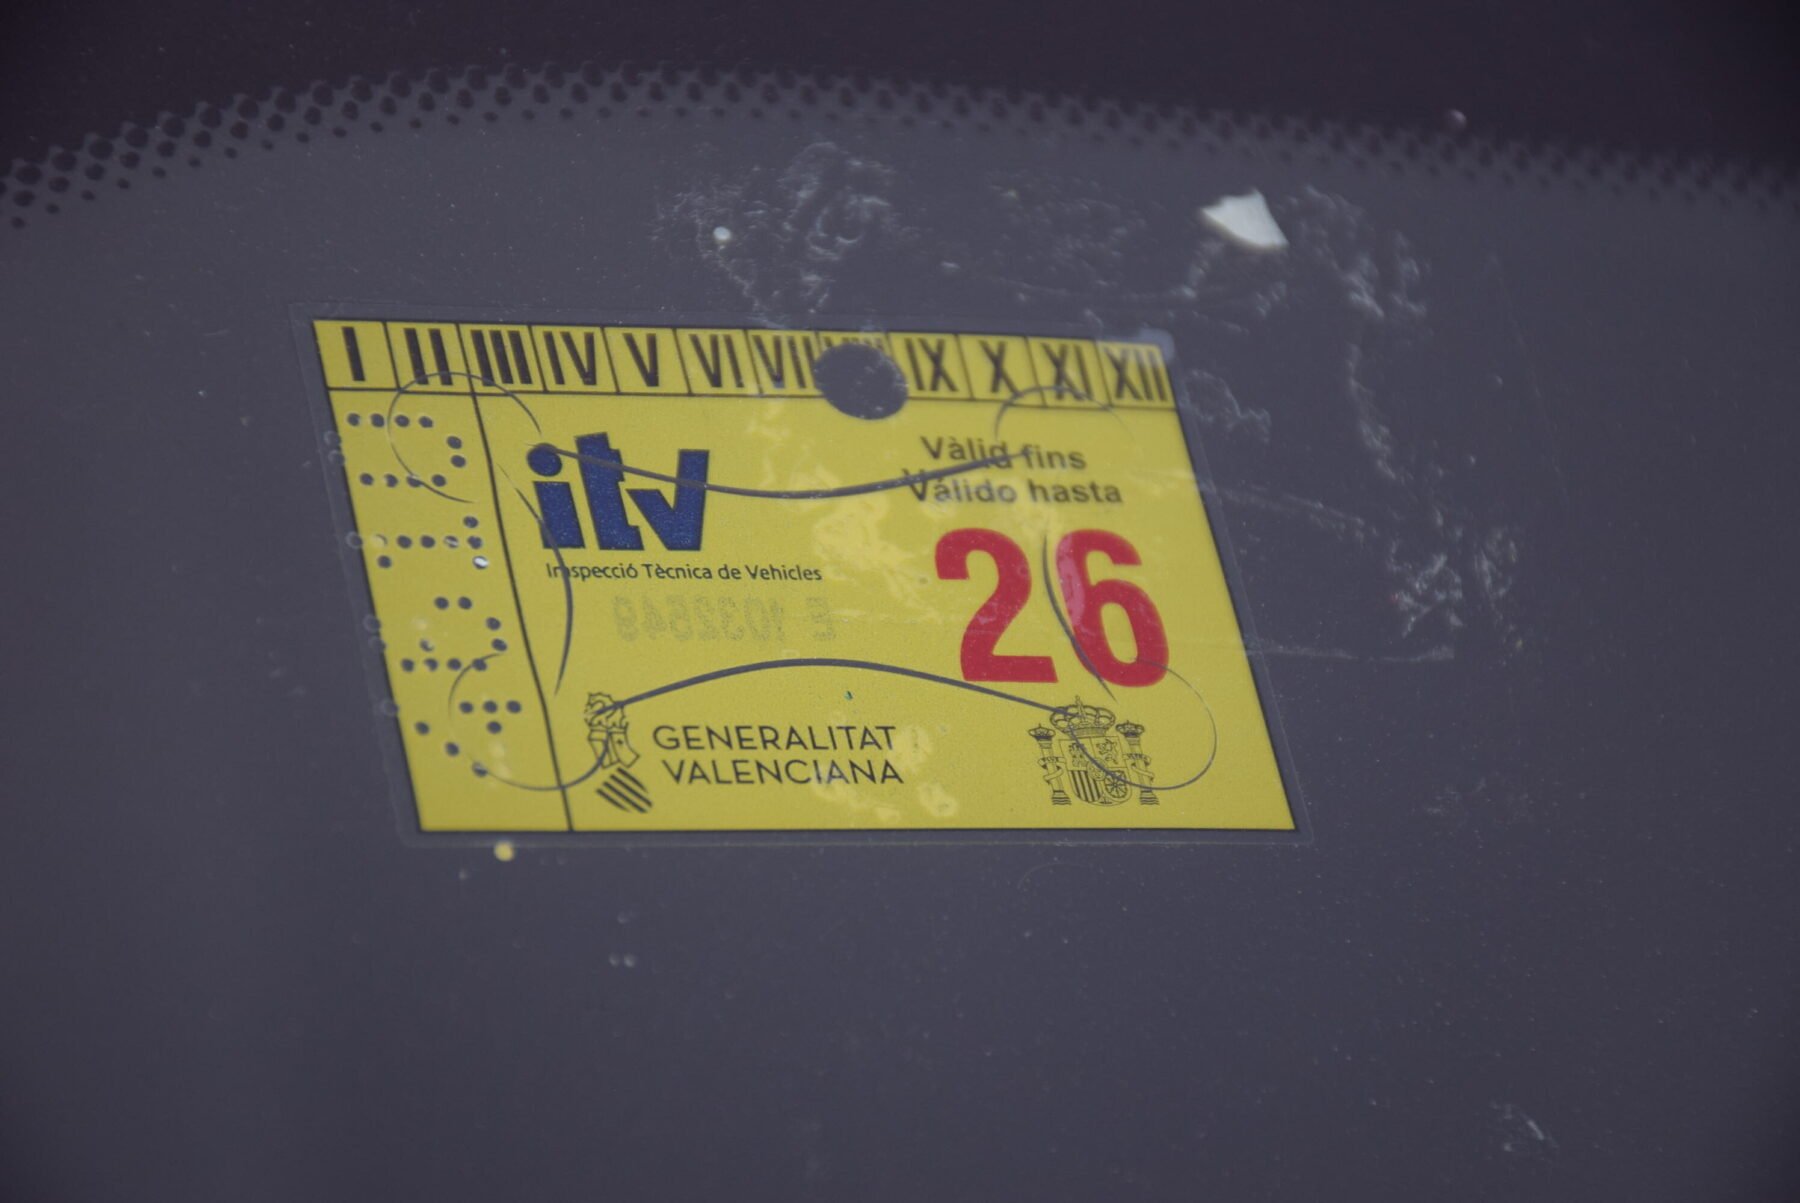 I II III IV V VI VII IX X XI XII
itv
Inspecció Tècnica de Vehicles
Vàlid fins
Válido hasta
26
E 1032549
GENERALITAT
VALENCIANA